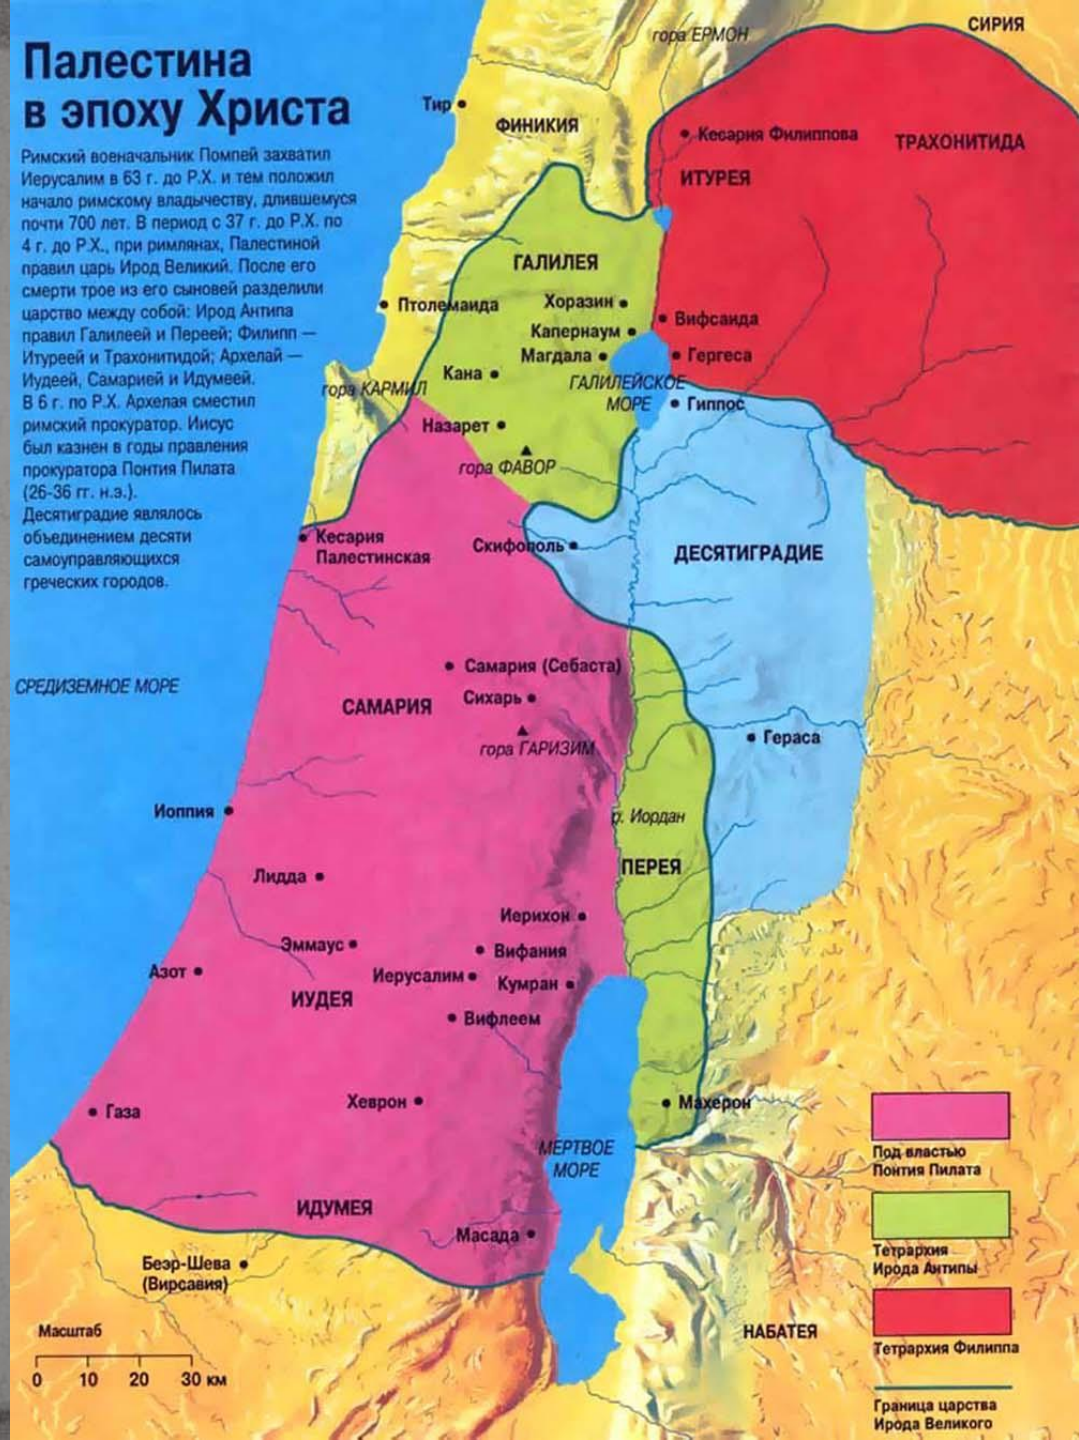 Палестина
в эпоху Христа
Римский военачальник Помпей захватил
Иерусалим в 63 г. до Р.Х. и тем положил
начало римскому владычеству, длившемуся
почти 700 лет. В период с 37 г. до Р.Х. по
4 г. до Р.Х., при римлянах, Палестиной
правил царь Ирод Великий. После его
смерти трое из его сыновей разделили
царство между собой: Ирод Антипа
правил Галилеей и Переей; Филипп —
Итуреей и Трахонитидой; Архелай —
Иудеей, Самарией и Идумеей.
В 6 г. по Р.Х. Архелая сместил
римский прокуратор. Иисус
был казнен в годы правления
прокуратора Понтия Пилата
(26-36 гг. н.э.).
Десятиградие являлось
объединением десяти
самоуправляющихся
греческих городов.
СИРИЯ
гора ЕРМОН
Тир
ФИНИКИЯ
Кесария Филиппова
ТРАХОНИТИДА
ИТУРЕЯ
ГАЛИЛЕЯ
Птолемаида
Хоразин
Вифсаида
Капернаум
Магдала
Гергеса
Кана
гора КАРМИЛ
ГАЛИЛЕЙСКОЕ
МОРЕ
Гиппос
Назарет
гора ФАВОР
Кесария
Палестинская
Скифополь
ДЕСЯТИГРАДИЕ
СРЕДИЗЕМНОЕ МОРЕ
Самария (Себаста)
САМАРИЯ
Сихарь
гора ГАРИЗИМ
Гераса
Иоппия
р. Иордан
ПЕРЕЯ
Лидда
Иерихон
Эммаус
Вифания
Азот
Иерусалим
Кумран
ИУДЕЯ
Вифлеем
Газа
Хеврон
Махерон
МЕРТВОЕ
МОРЕ
ИДУМЕЯ
Масада
Беэр-Шева
(Вирсавия)
НАБАТЕЯ
Масштаб
0 10 20 30 км
Под властью
Понтия Пилата
Тетрархия
Ирода Антипы
Тетрархия Филиппа
Граница царства
Ирода Великого